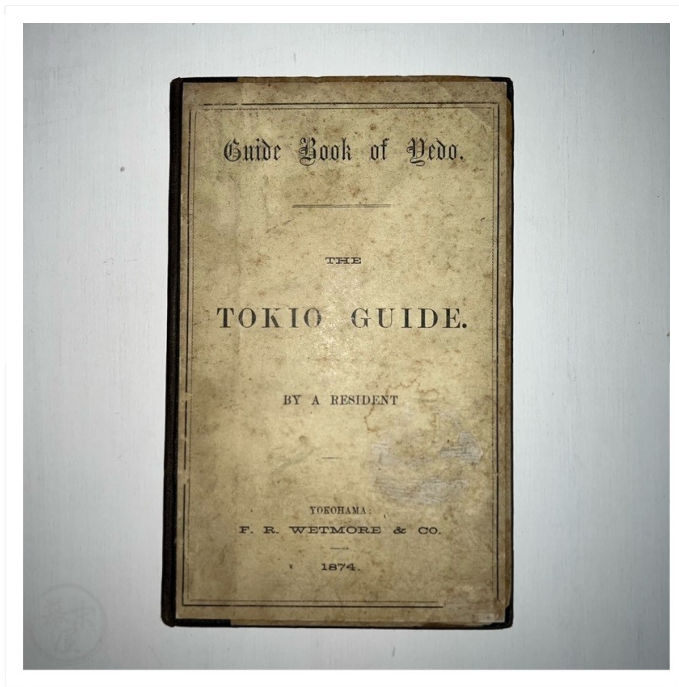 Guide Book of Yedo.
THE
TOKIO GUIDE.
BY A RESIDENT
YOKOHAMA:
F. R. WETMORE & CO.
1874.